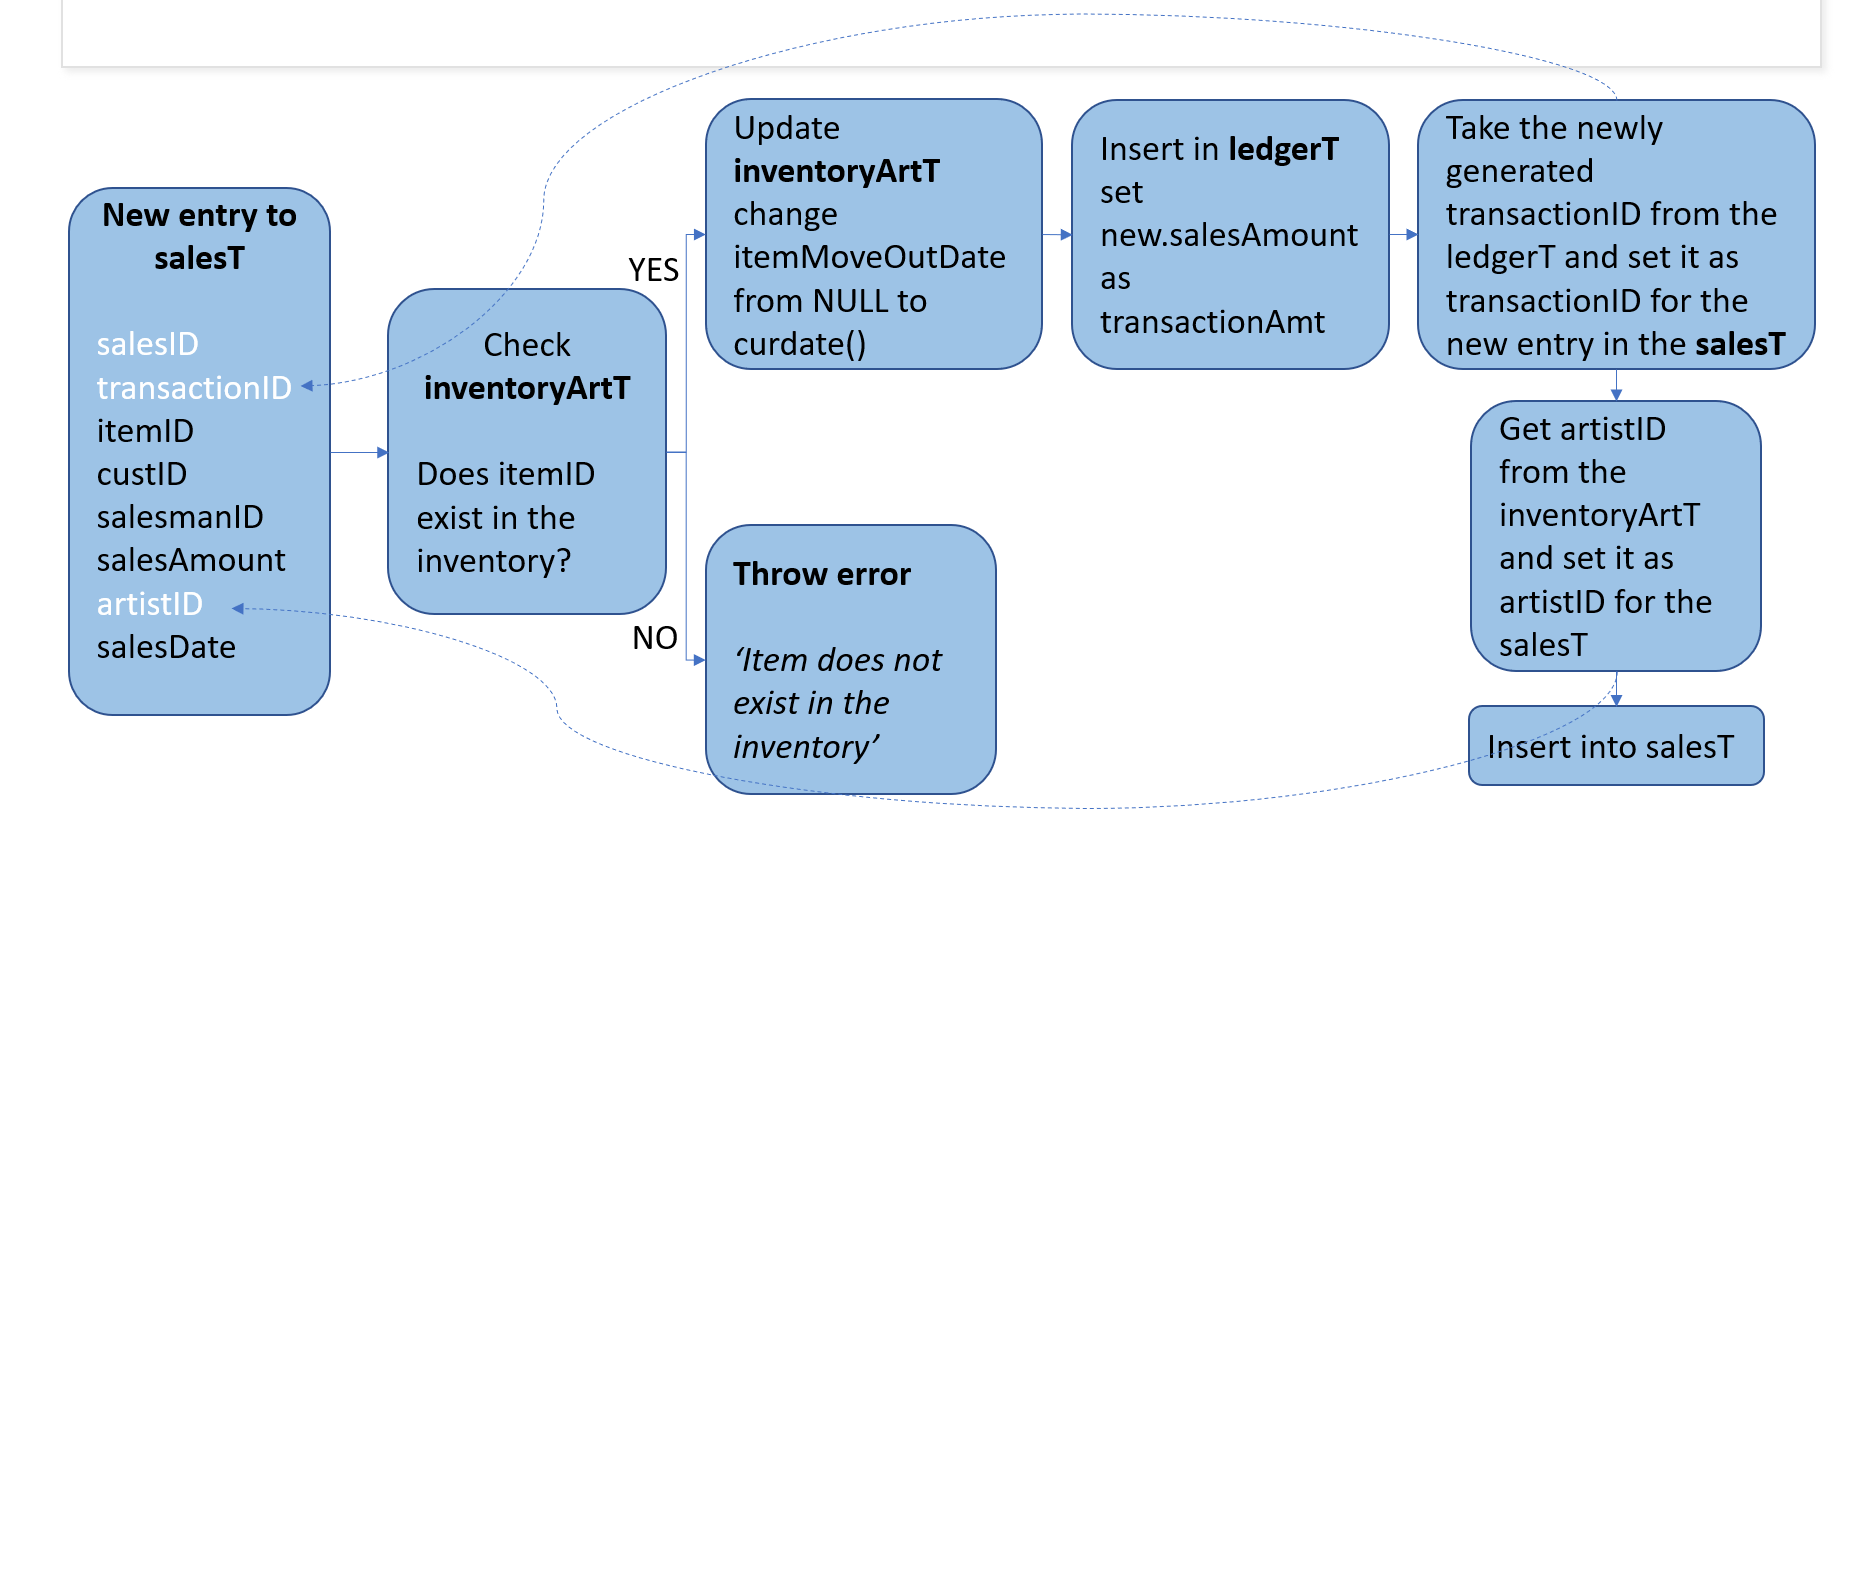 New entry to
salesT
salesID
transactionID
itemID
custID
salesmanID
salesAmount
artistID
salesDate
Check
inventoryArtT
Does itemID
exist in the
inventory?
YES
NO
Update
inventoryArtT
change
itemMoveOutDate
from NULL to
curdate()
Insert in ledgerT
set
new.salesAmount
as
transactionAmt
Take the newly
generated
transactionID from the
ledgerT and set it as
transactionID for the
new entry in the salesT
Get artistID
from the
inventoryArtT
and set it as
artistID for the
salesT
Insert into salesT
Throw error
‘Item does not
exist in the
inventory’